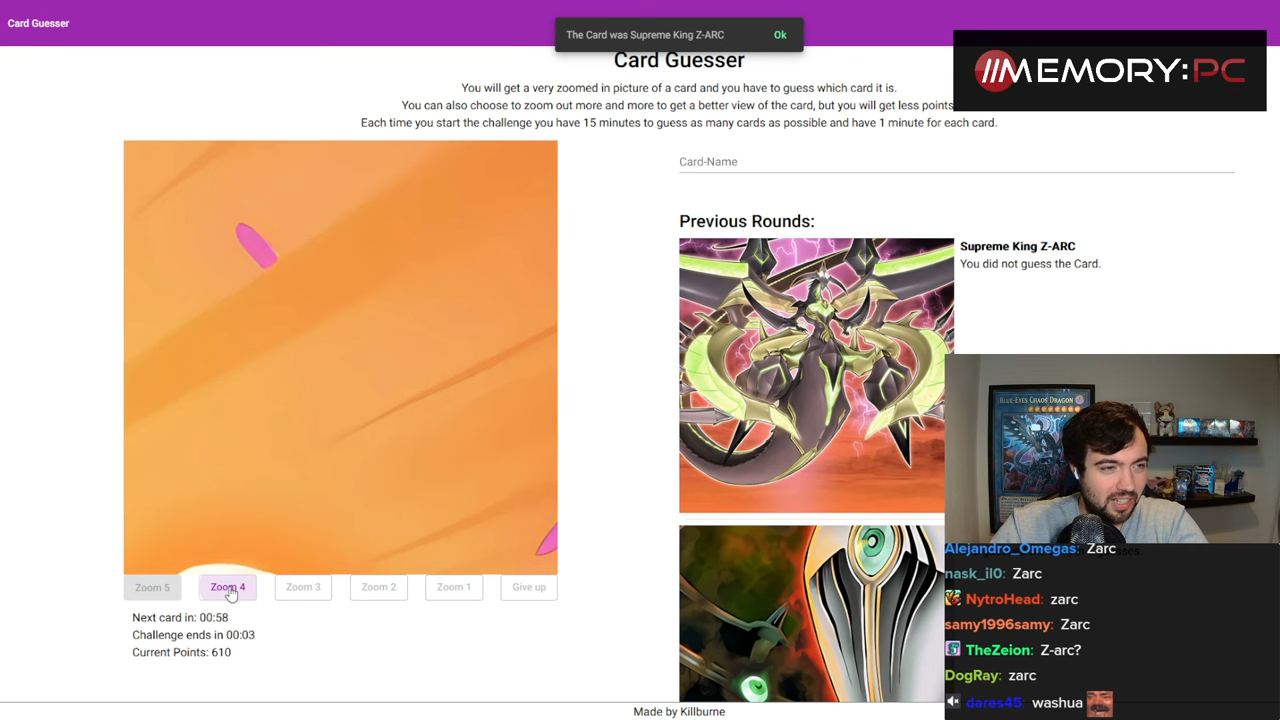 Card Guesser
The Card was Supreme King Z-ARC
Ok
MEMORY:PC
Card Guesser
You will get a very zoomed in picture of a card and you have to guess which card it is.
You can also choose to zoom out more and more to get a better view of the card, but you will get less points
Each time you start the challenge you have 15 minutes to guess as many cards as possible and have 1 minute for each card.
Card-Name
Previous Rounds:
Supreme King Z-ARC
You did not guess the Card.
BLUE-EYES CHAOS DRAGON
Zoom 5
Zoom 4
Zoom 3
Zoom 2
Zoom 1
Give up
Next card in: 00:58
Challenge ends in 00:03
Current Points: 610
Alejandro_Omegas: Zarc
nask_il0: Zarc
NytroHead: zarc
samy1996samy: Zarc
TheZeion: Z-arc?
DogRay: zarc
dares45 washua
Made by Killburne